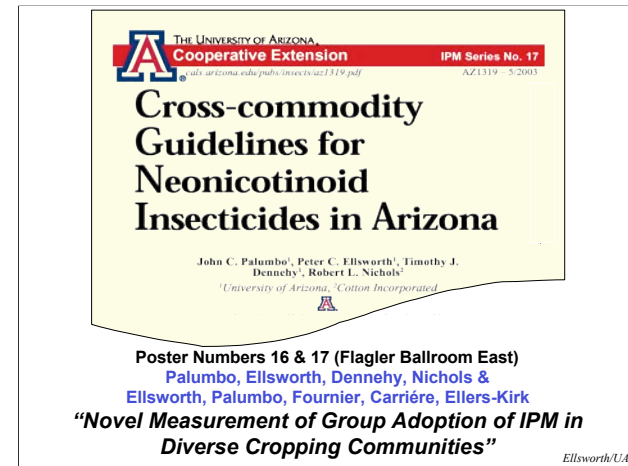 THE UNIVERSITY OF ARIZONA
Cooperative Extension
IPM Series No. 17
cals.arizona.edu/pubs/insects/az1319.pdf
AZ1319 – 5/2003
Cross-commodity
Guidelines for
Neonicotinoid
Insecticides in Arizona
John C. Palumbo¹, Peter C. Ellsworth¹, Timothy J.
Dennehy¹, Robert L. Nichols²
¹University of Arizona, ²Cotton Incorporated
Poster Numbers 16 & 17 (Flagler Ballroom East)
Palumbo, Ellsworth, Dennehy, Nichols &
Ellsworth, Palumbo, Fournier, Carriére, Ellers-Kirk
“Novel Measurement of Group Adoption of IPM in
Diverse Cropping Communities”
Ellsworth/UA